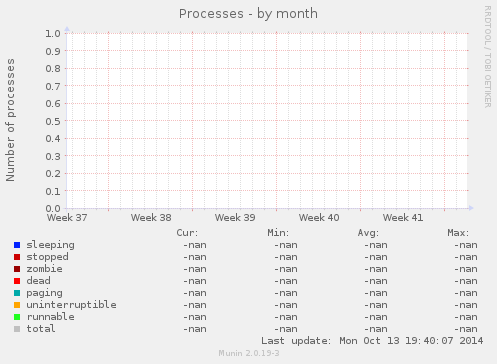 Processes - by month
RRDTOOL / TOBI OETIKER
Number of processes
1.0
0.9
0.8
0.7
0.6
0.5
0.4
0.3
0.2
0.1
0.0
Week 37 Week 38 Week 39 Week 40 Week 41
Cur: Min: Avg: Max:
sleeping -nan -nan -nan -nan
stopped -nan -nan -nan -nan
zombie -nan -nan -nan -nan
dead -nan -nan -nan -nan
paging -nan -nan -nan -nan
uninterruptible -nan -nan -nan -nan
runnable -nan -nan -nan -nan
total -nan -nan -nan -nan
Last update: Mon Oct 13 19:40:07 2014
Munin 2.0.19-3